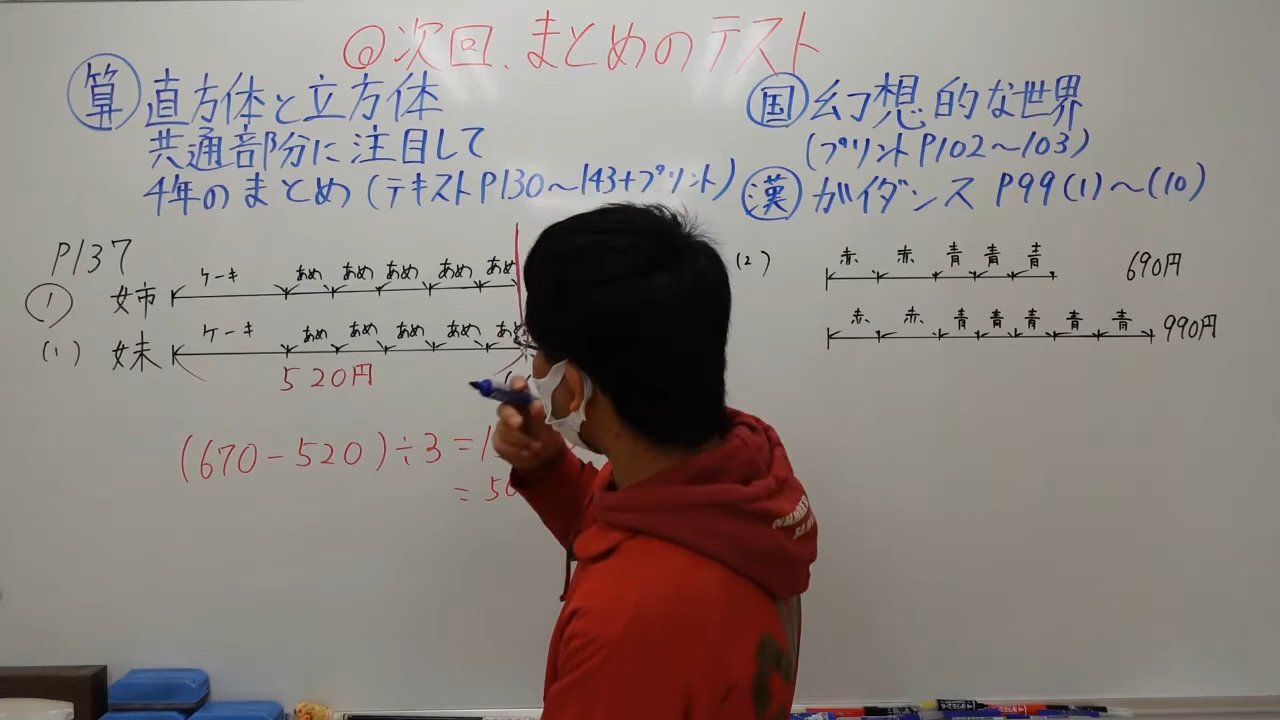 @次回、まとめのテスト
算 直方体と立方体
共通部分に注目して
4年のまとめ(テキストP130～143+プリント)
国 幻想的な世界
(プリントP102～103)
漢 ガイダンス P99(1)～(10)
P137
① 姉 ケーキ あめ あめ あめ あめ あめ
(1) 妹 ケーキ あめ あめ あめ あめ あめ
520円
(670-520)÷3=1
=50
(2) 赤 赤 青 青 青 690円
赤 赤 青 青 青 青 青 990円